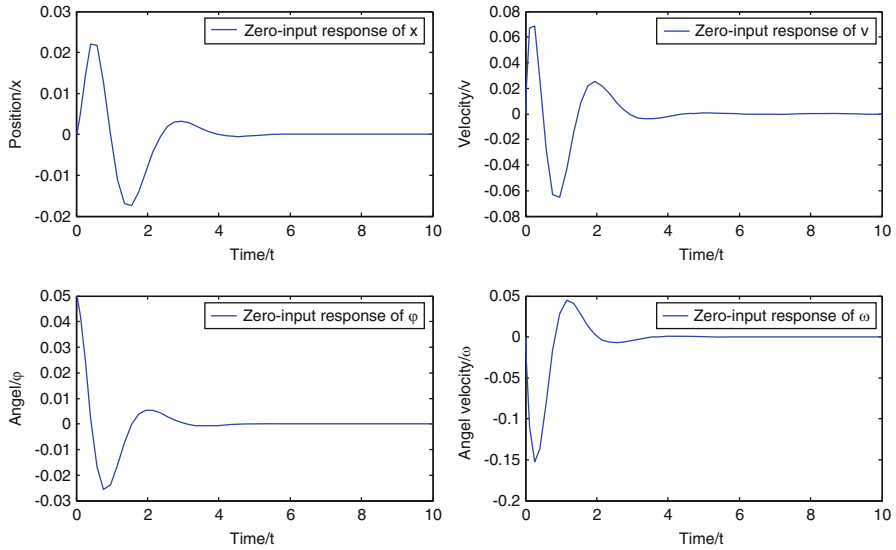 0.03
0.02
0.01
0
-0.01
-0.02
Position/x
Zero-input response of x
0 2 4 6 8 10
Time/t
0.08
0.06
0.04
0.02
0
-0.02
-0.04
-0.06
-0.08
Velocity/v
Zero-input response of v
0 2 4 6 8 10
Time/t
0.05
0.04
0.03
0.02
0.01
0
-0.01
-0.02
-0.03
Angel/φ
Zero-input response of φ
0 2 4 6 8 10
Time/t
0.05
0
-0.05
-0.1
-0.15
-0.2
Angel velocity/ω
Zero-input response of ω
0 2 4 6 8 10
Time/t